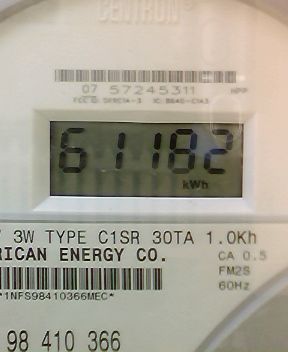 CENTRON®
07 57245311
61182
kWh
3W TYPE C1SR 30TA 1.0Kh
RICAN ENERGY CO.
CA 0.5
FM2S
60Hz
*1NFS98410366MEC*
98 410 366